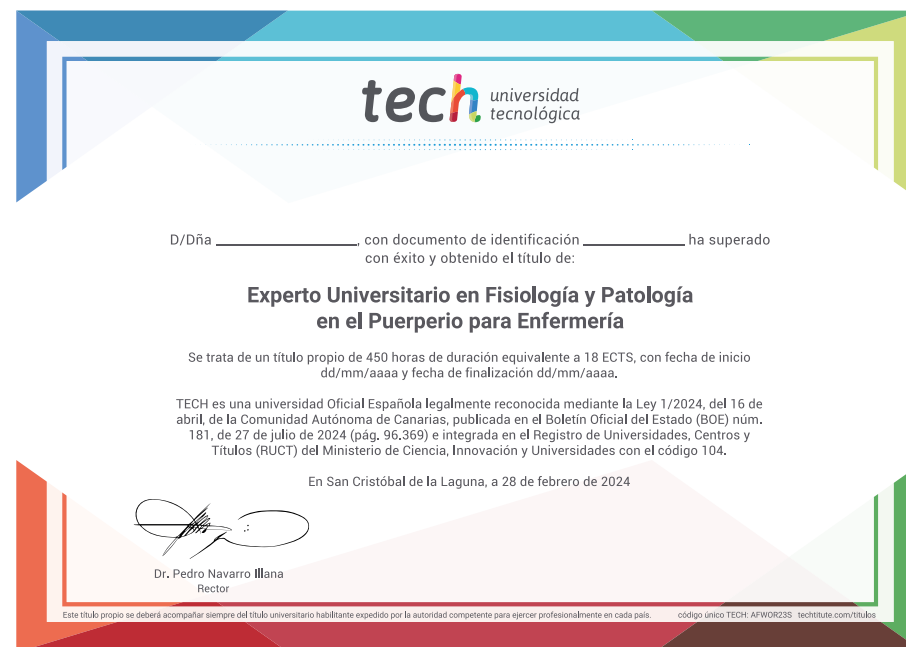 tech universidad
tecnológica
D/Dña ____________, con documento de identificación ____________ ha superado
con éxito y obtenido el título de:
Experto Universitario en Fisiología y Patología
en el Puerperio para Enfermería
Se trata de un título propio de 450 horas de duración equivalente a 18 ECTS, con fecha de inicio
dd/mm/aaaa y fecha de finalización dd/mm/aaaa.
TECH es una universidad Oficial Española legalmente reconocida mediante la Ley 1/2024, del 16 de
abril, de la Comunidad Autónoma de Canarias, publicada en el Boletín Oficial del Estado (BOE) núm.
181, de 27 de julio de 2024 (pág. 96.369) e integrada en el Registro de Universidades, Centros y
Títulos (RUCT) del Ministerio de Ciencia, Innovación y Universidades con el código 104.
En San Cristóbal de la Laguna, a 28 de febrero de 2024
Dr. Pedro Navarro Illana
Rector
Este título propio se deberá acompañar siempre del título universitario habilitante expedido por la autoridad competente para ejercer profesionalmente en cada país. código único TECH: AFWOR23S techtitute.com/titulos